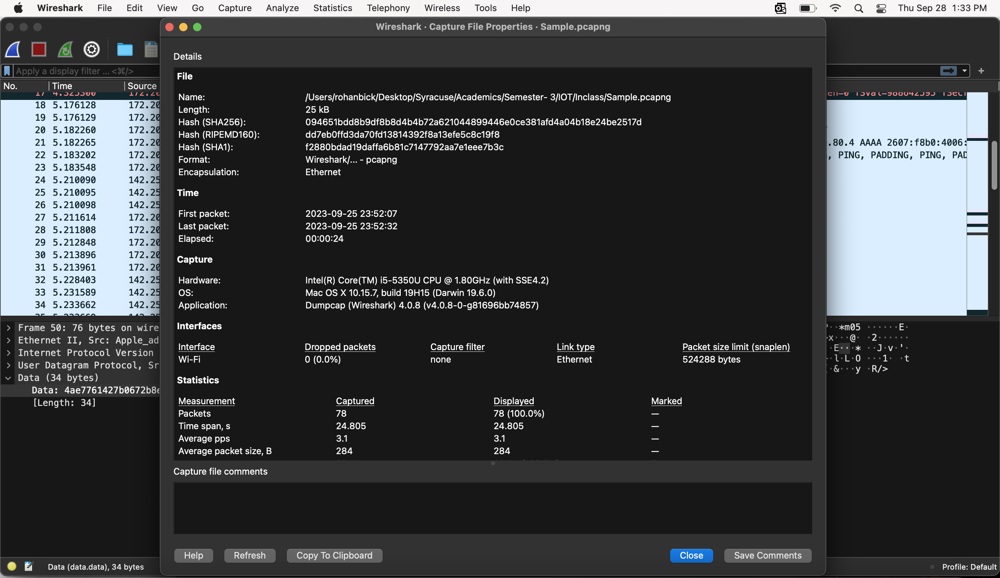 Wireshark File Edit View Go Capture Analyze Statistics Telephony Wireless Tools Help Thu Sep 28 1:33 PM
Wireshark · Capture File Properties · Sample.pcapng
Apply a display filter ... <⌘/> +
No. Time Source
17 4.325300 172.20
18 5.176128 172.20
19 5.176129 172.20
20 5.182260 172.20
21 5.182265 172.20 .80.4 AAAA 2607:f8b0:4006:
22 5.183202 172.20 , PING, PADDING, PING, PAD
23 5.183548 172.20
24 5.210090 142.25
25 5.210095 142.25
26 5.210098 142.25
27 5.211614 172.20
28 5.211808 172.20
29 5.212848 172.20
30 5.213896 172.20
31 5.213961 172.20
32 5.228403 142.25
33 5.231589 142.25
34 5.233662 142.25
Frame 50: 76 bytes on wire
Ethernet II, Src: Apple_ad
Internet Protocol Version
User Datagram Protocol, Sr
Data (34 bytes)
Data: 4ae7761427b0672b8e
[Length: 34]
Data (data.data), 34 bytes
Details
File
Name: /Users/rohanbick/Desktop/Syracuse/Academics/Semester- 3/IOT/Inclass/Sample.pcapng
Length: 25 kB
Hash (SHA256): 094651bdd8b9df8b8d4b4b72a621044899446e0ce381afd4a04b18e24be2517d
Hash (RIPEMD160): dd7eb0ffd3da70fd13814392f8a13efe5c8c19f8
Hash (SHA1): f2880bdad19daffa6b81c7147792aa7e1eee7b3c
Format: Wireshark/... - pcapng
Encapsulation: Ethernet
Time
First packet: 2023-09-25 23:52:07
Last packet: 2023-09-25 23:52:32
Elapsed: 00:00:24
Capture
Hardware: Intel(R) Core(TM) i5-5350U CPU @ 1.80GHz (with SSE4.2)
OS: Mac OS X 10.15.7, build 19H15 (Darwin 19.6.0)
Application: Dumpcap (Wireshark) 4.0.8 (v4.0.8-0-g81696bb74857)
Interfaces
Interface Dropped packets Capture filter Link type Packet size limit (snaplen)
Wi-Fi 0 (0.0%) none Ethernet 524288 bytes
Statistics
Measurement Captured Displayed Marked
Packets 78 78 (100.0%) —
Time span, s 24.805 24.805 —
Average pps 3.1 3.1 —
Average packet size, B 284 284 —
Capture file comments
Help Refresh Copy To Clipboard Close Save Comments
··*m05 ······E·
x···@· ·2······
·E···* ··J·v·'·
·l·L·O ···1· ·t
·&···y ·R/>
Profile: Default